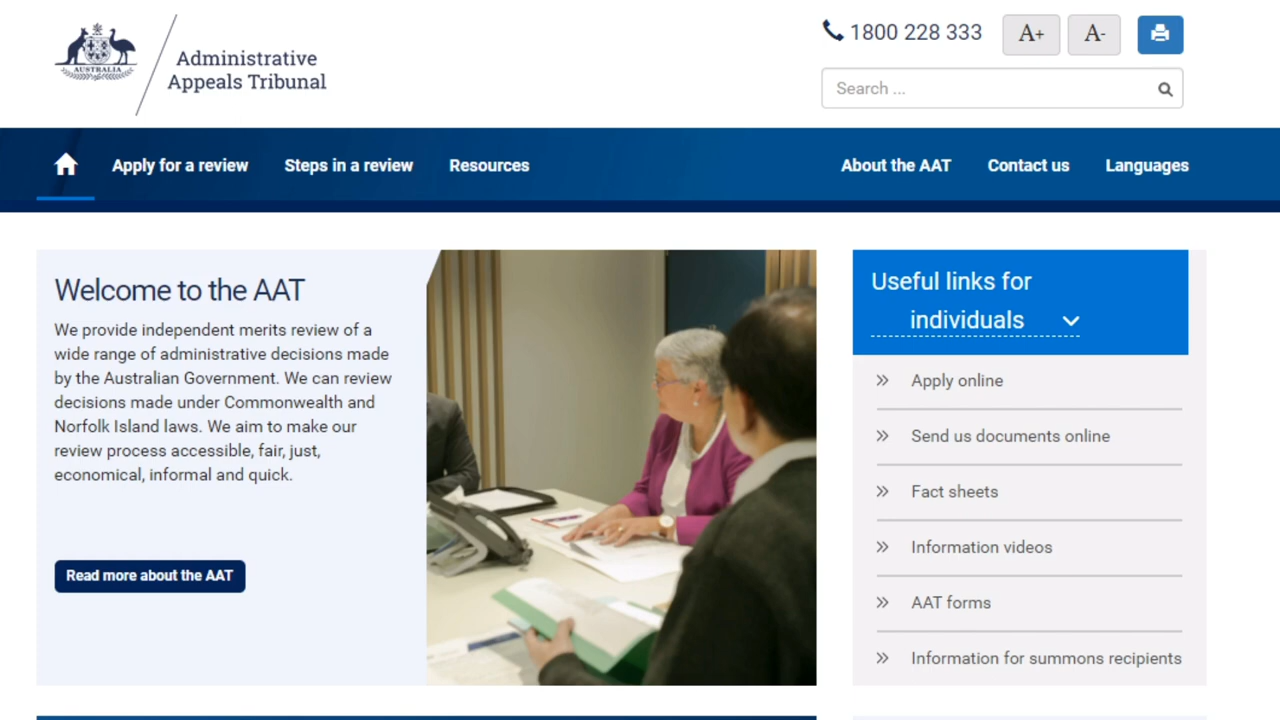 AUSTRALIA
Administrative
Appeals Tribunal
1800 228 333
A+
A-
Search ...
Apply for a review
Steps in a review
Resources
About the AAT
Contact us
Languages
Welcome to the AAT
We provide independent merits review of a
wide range of administrative decisions made
by the Australian Government. We can review
decisions made under Commonwealth and
Norfolk Island laws. We aim to make our
review process accessible, fair, just,
economical, informal and quick.
Read more about the AAT
Useful links for
individuals
Apply online
Send us documents online
Fact sheets
Information videos
AAT forms
Information for summons recipients